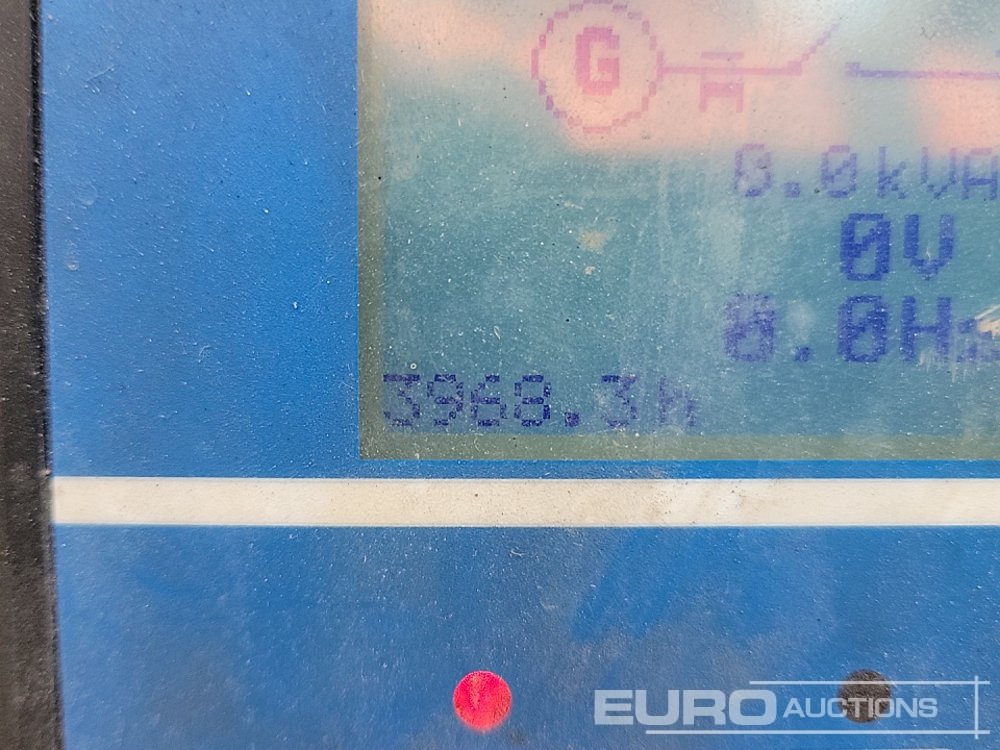 G
0.0kVA
0V
0.0Hz
3968.3h
EURO AUCTIONS